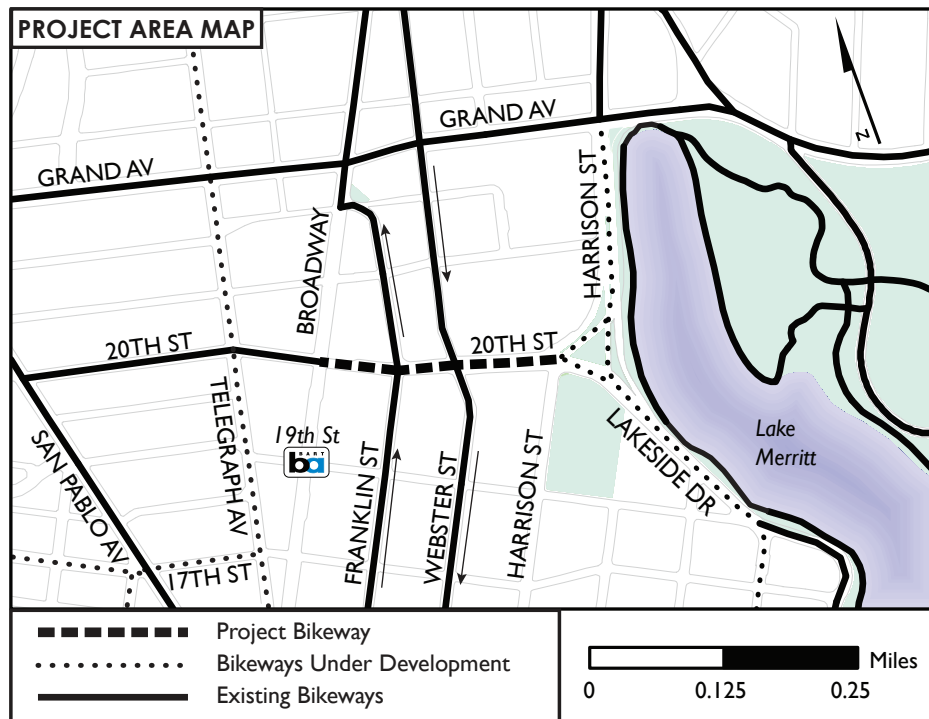 PROJECT AREA MAP
GRAND AV
GRAND AV
HARRISON ST
BROADWAY
20TH ST
20TH ST
TELEGRAPH AV
19th St
BART
ba
SAN PABLO AV
17TH ST
FRANKLIN ST
WEBSTER ST
HARRISON ST
LAKESIDE DR
Lake
Merritt
N
Project Bikeway
Bikeways Under Development
Existing Bikeways
Miles
0 0.125 0.25